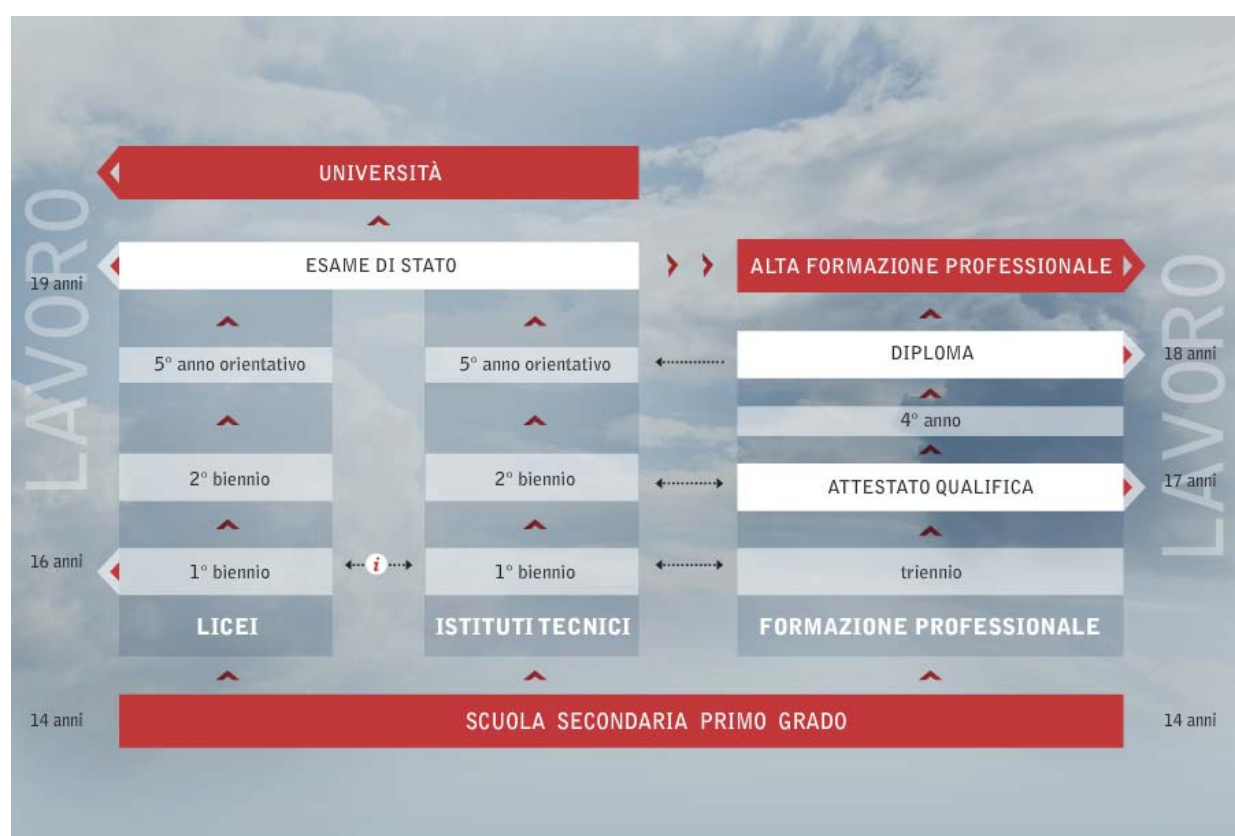 UNIVERSITÀ
LAVORO
ESAME DI STATO
ALTA FORMAZIONE PROFESSIONALE
LAVORO
19 anni
5° anno orientativo
5° anno orientativo
DIPLOMA
18 anni
4° anno
2° biennio
2° biennio
ATTESTATO QUALIFICA
17 anni
16 anni
1° biennio
i
1° biennio
triennio
LICEI
ISTITUTI TECNICI
FORMAZIONE PROFESSIONALE
14 anni
SCUOLA SECONDARIA PRIMO GRADO
14 anni